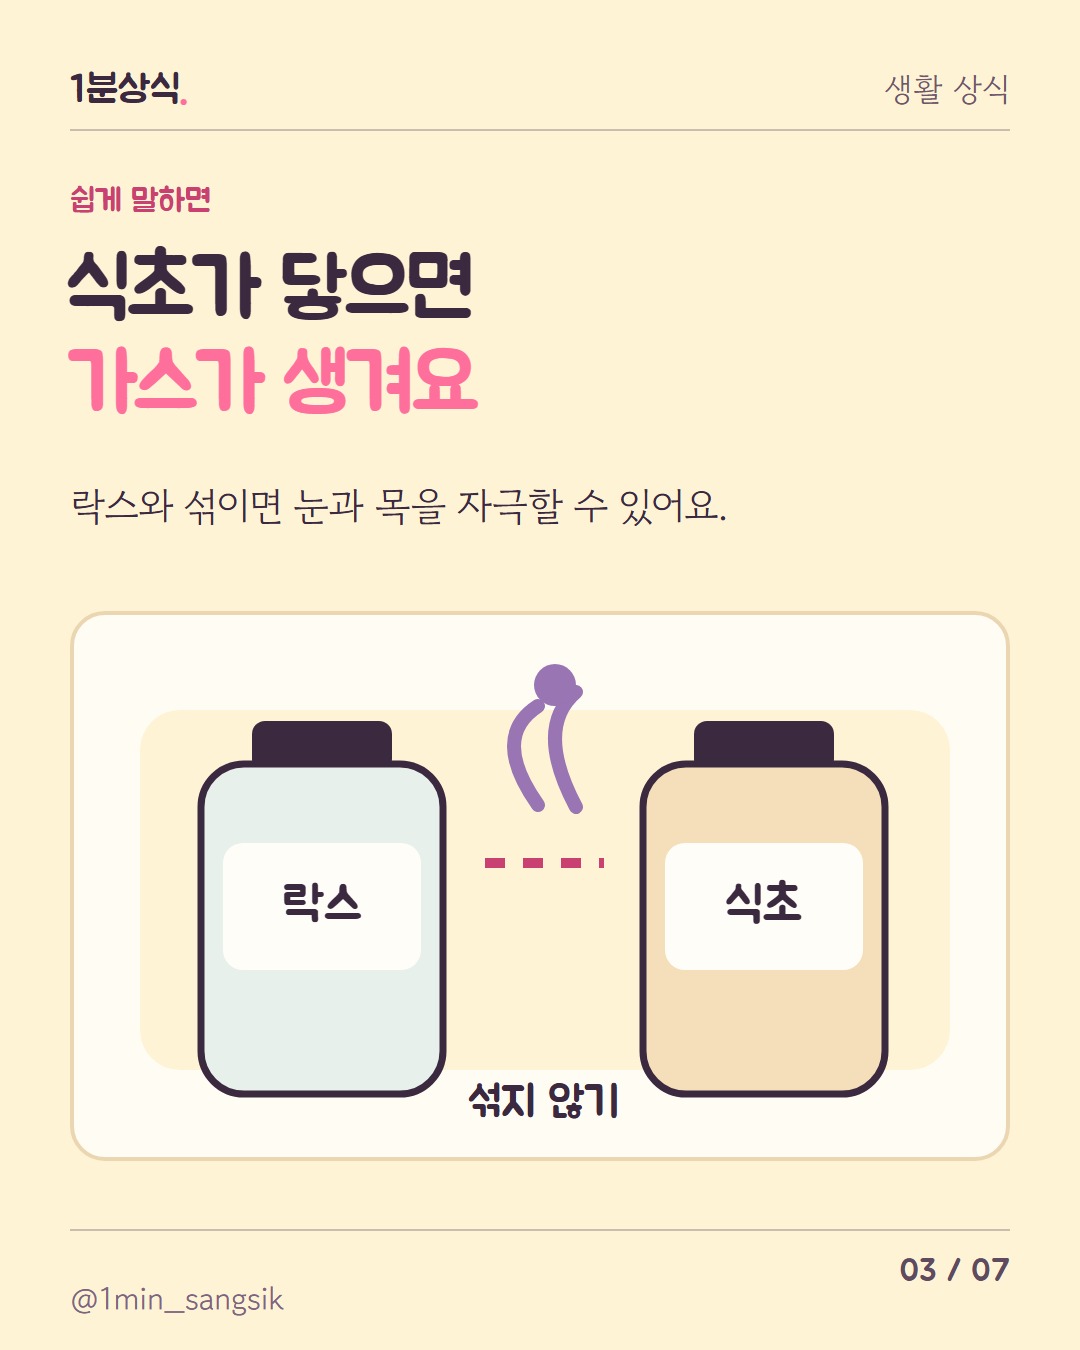 1분상식.
생활 상식
쉽게 말하면
식초가 닿으면
가스가 생겨요
락스와 섞이면 눈과 목을 자극할 수 있어요.
락스
식초
섞지 않기
03 / 07
@1min_sangsik